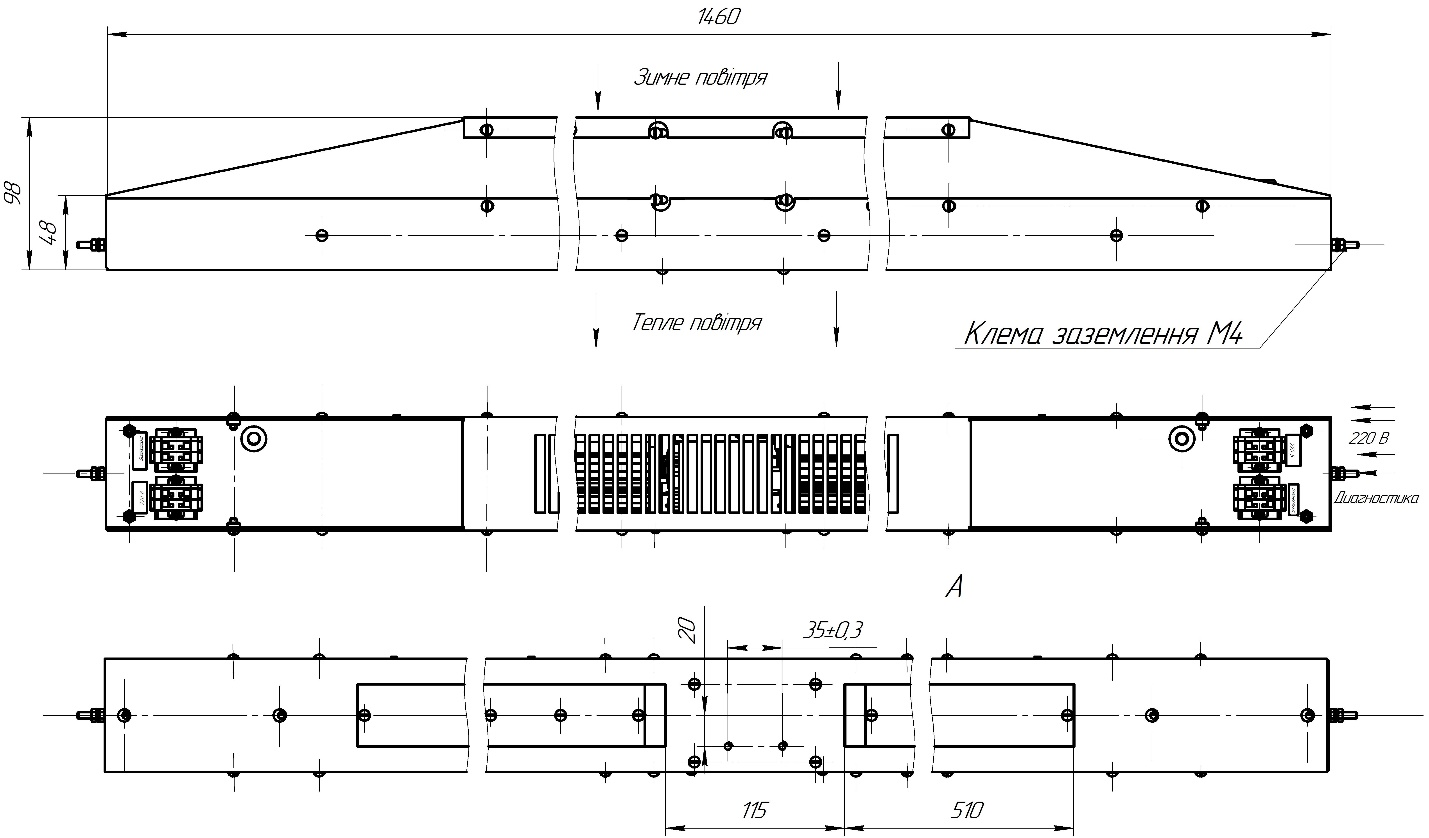 1460
Зимне повітря
98
48
Тепле повітря
Клема заземлення М4
220 В
Диагностика
А
20
35±0,3
115
510